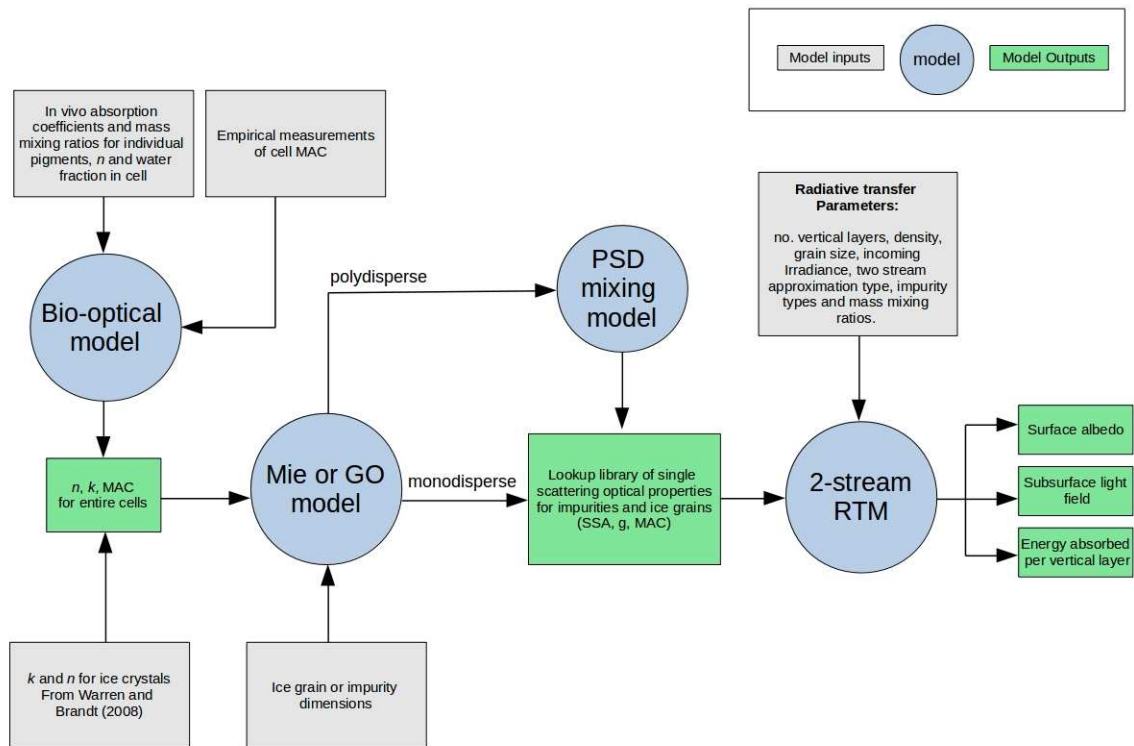 Model inputs
model
Model Outputs
In vivo absorption
coefficients and mass
mixing ratios for individual
pigments, n and water
fraction in cell
Empirical measurements
of cell MAC
Radiative transfer
Parameters:
no. vertical layers, density,
grain size, incoming
Irradiance, two stream
approximation type, impurity
types and mass mixing
ratios.
polydisperse
PSD
mixing
model
Bio-optical
model
n, k, MAC
for entire cells
Mie or GO
model
monodisperse
Lookup library of single
scattering optical properties
for impurities and ice grains
(SSA, g, MAC)
2-stream
RTM
Surface albedo
Subsurface light
field
Energy absorbed
per vertical layer
k and n for ice crystals
From Warren and
Brandt (2008)
Ice grain or impurity
dimensions